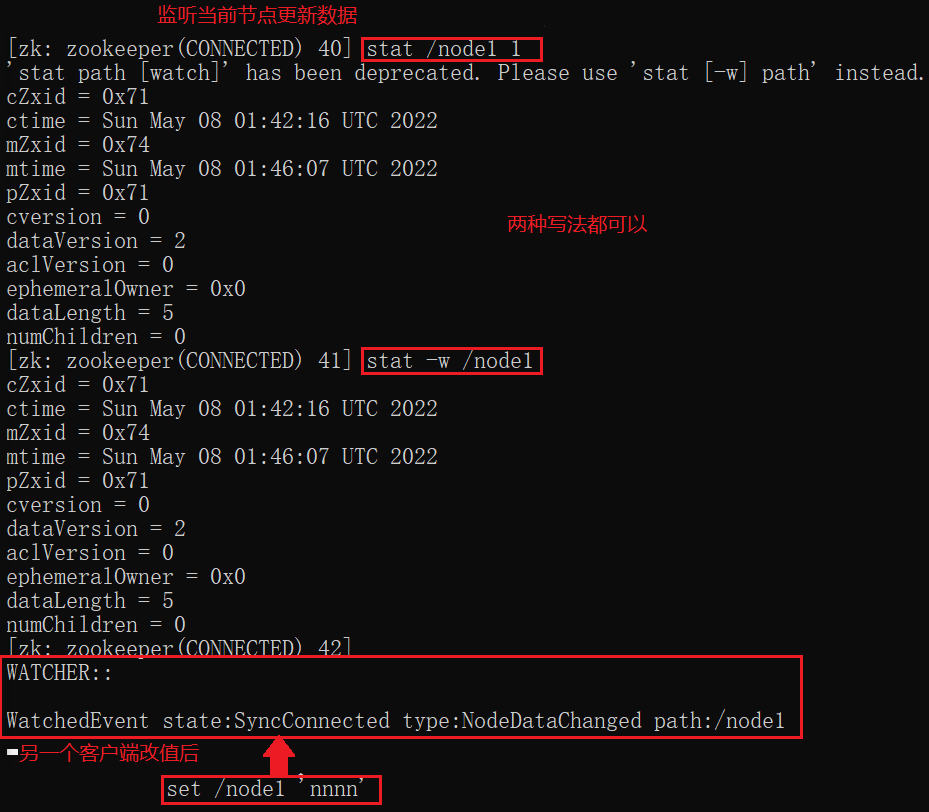 监听当前节点更新数据
[zk: zookeeper(CONNECTED) 40] stat /node1 1
'stat path [watch]' has been deprecated. Please use 'stat [-w] path' instead.
cZxid = 0x71
ctime = Sun May 08 01:42:16 UTC 2022
mZxid = 0x74
mtime = Sun May 08 01:46:07 UTC 2022
pZxid = 0x71
cversion = 0
两种写法都可以
dataVersion = 2
aclVersion = 0
ephemeralOwner = 0x0
dataLength = 5
numChildren = 0
[zk: zookeeper(CONNECTED) 41] stat -w /node1
cZxid = 0x71
ctime = Sun May 08 01:42:16 UTC 2022
mZxid = 0x74
mtime = Sun May 08 01:46:07 UTC 2022
pZxid = 0x71
cversion = 0
dataVersion = 2
aclVersion = 0
ephemeralOwner = 0x0
dataLength = 5
numChildren = 0
[zk: zookeeper(CONNECTED) 42]
WATCHER::
WatchedEvent state:SyncConnected type:NodeDataChanged path:/node1
另一个客户端改值后
set /node1 'nnnn'